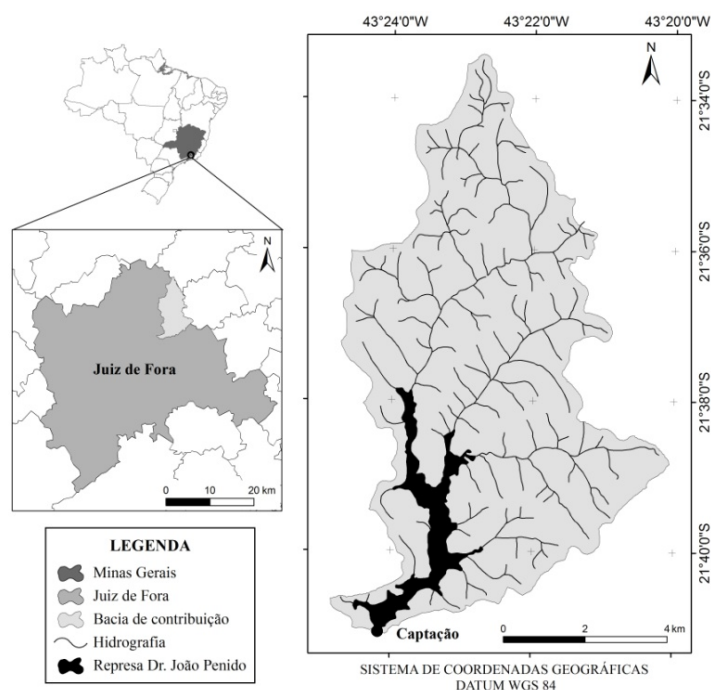 N
Juiz de Fora
0 10 20 km
LEGENDA
Minas Gerais
Juiz de Fora
Bacia de contribuição
Hidrografia
Represa Dr. João Penido
43°24'0"W 43°22'0"W 43°20'0"W
N
21°34'0"S
21°36'0"S
21°38'0"S
21°40'0"S
Captação
0 2 4 km
SISTEMA DE COORDENADAS GEOGRÁFICAS
DATUM WGS 84